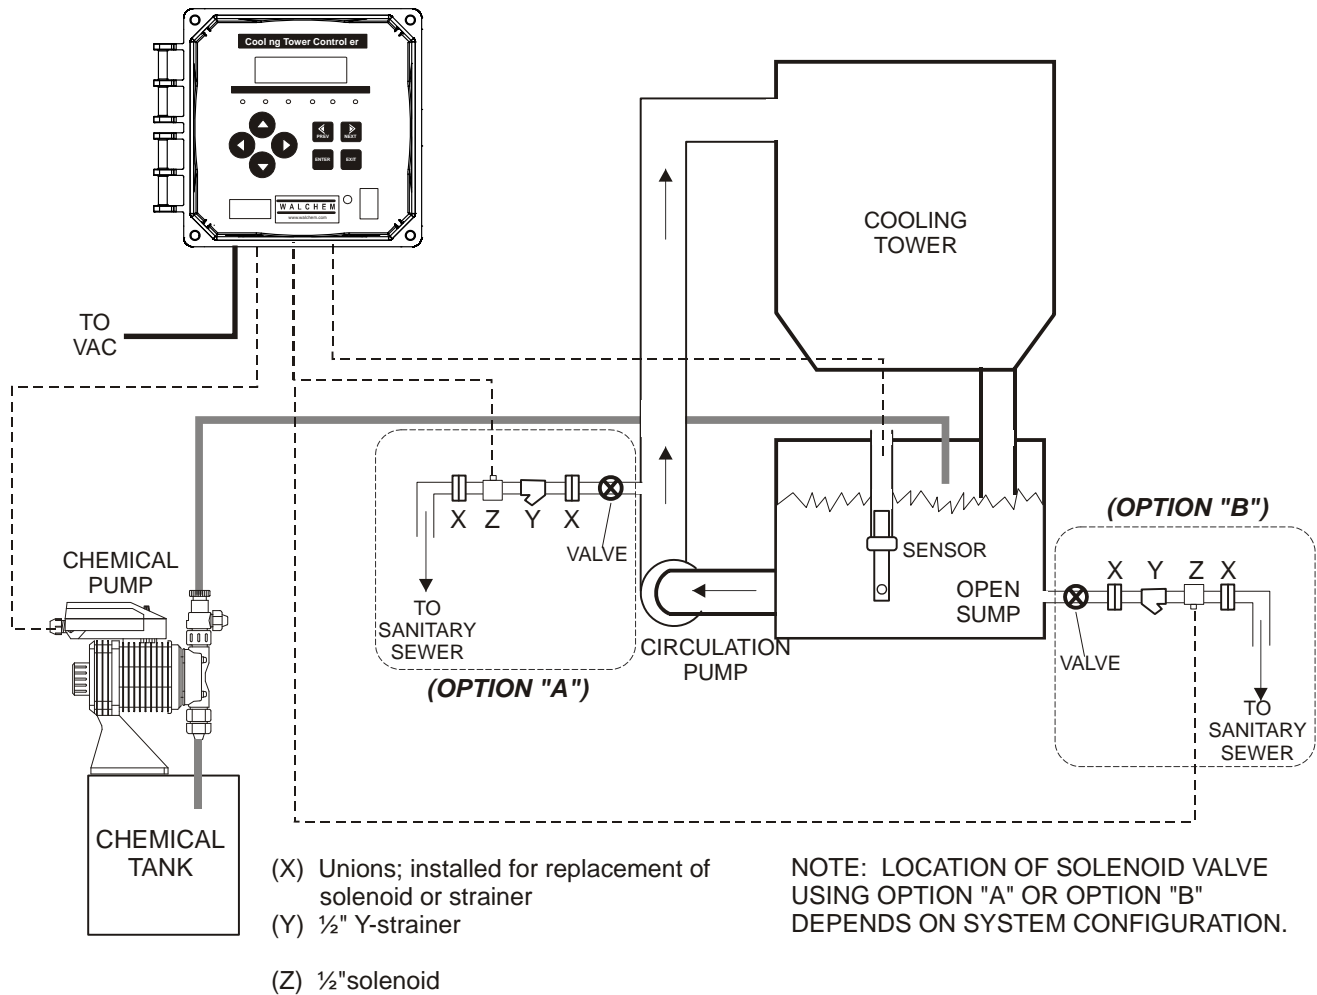 Cool ng Tower Control er
PREV
NEXT
ENTER
EXIT
WALCHEM
www.walchem.com
TO
VAC
COOLING
TOWER
X Z Y X
VALVE
TO
SANITARY
SEWER
(OPTION "A")
CHEMICAL
PUMP
CHEMICAL
TANK
SENSOR
OPEN
SUMP
CIRCULATION
PUMP
(OPTION "B")
X Y Z X
VALVE
TO
SANITARY
SEWER
(X) Unions; installed for replacement of
solenoid or strainer
(Y) ½" Y-strainer
(Z) ½"solenoid
NOTE: LOCATION OF SOLENOID VALVE
USING OPTION "A" OR OPTION "B"
DEPENDS ON SYSTEM CONFIGURATION.